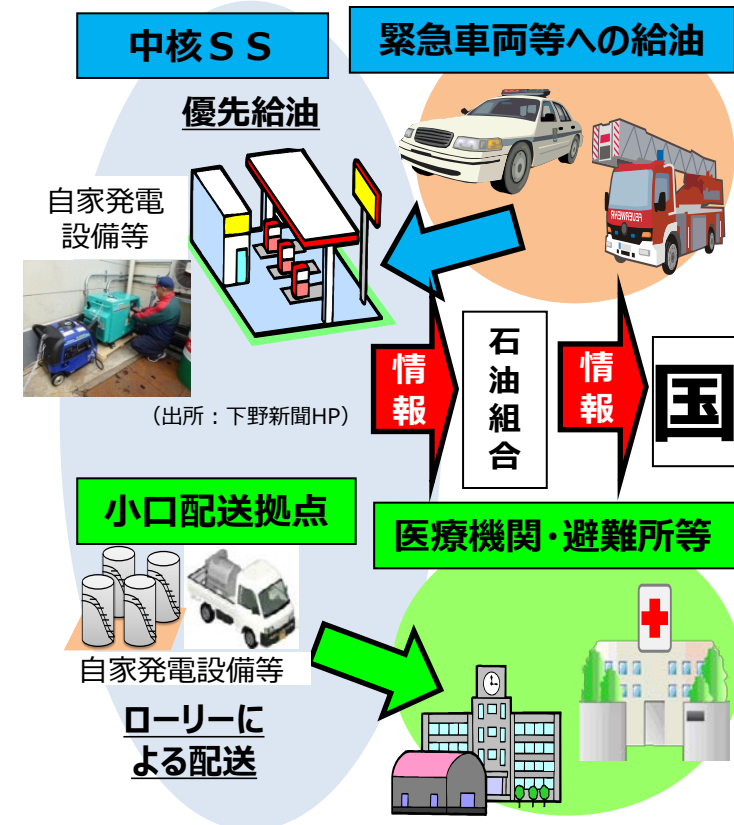 中核ＳＳ
緊急車両等への給油
優先給油
自家発電
設備等
FEUERWEHR
(出所：下野新聞HP)
情報
石油組合
情報
国
小口配送拠点
医療機関・避難所等
自家発電設備等
ローリーに
よる配送